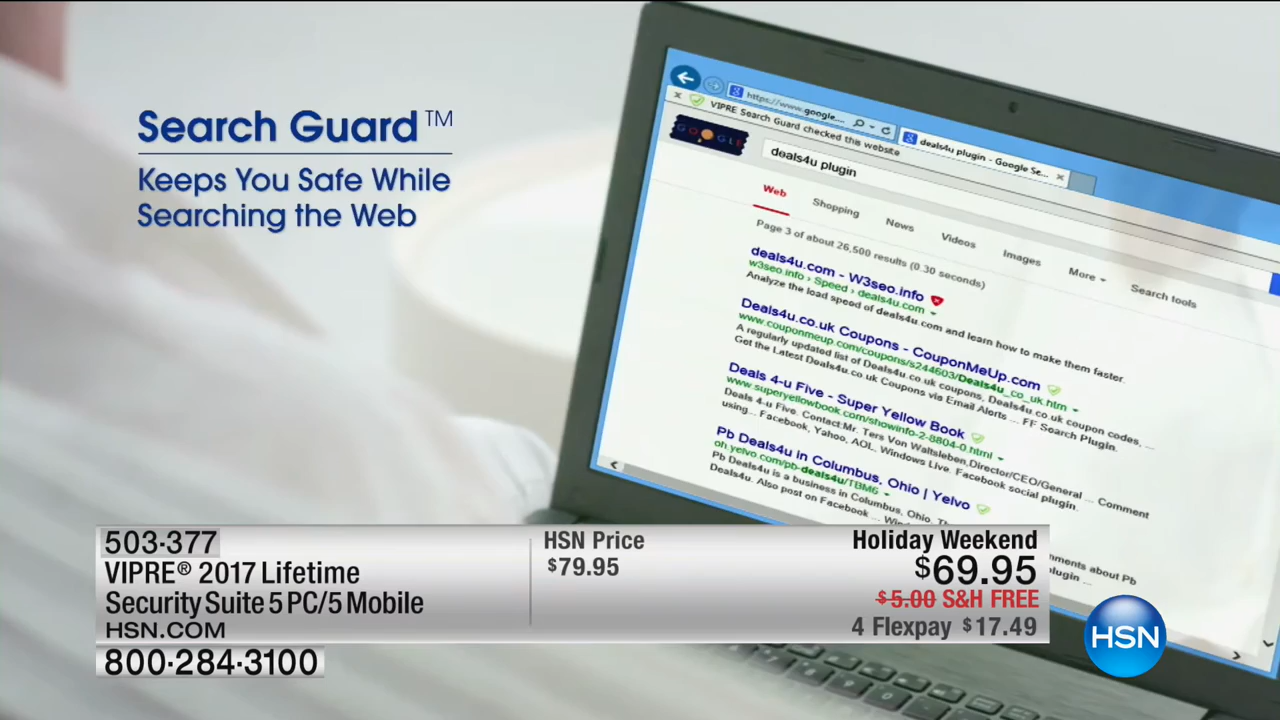 Search Guard™
Keeps You Safe While
Searching the Web
https://www.google....
deals4u plugin - Google Se...
VIPRE Search Guard checked this website
GOOGLE
deals4u plugin
Web
Shopping
News
Videos
Images
More
Search tools
Page 3 of about 26,500 results (0.30 seconds)
deals4u.com - W3seo.info
w3seo.info › Speed › deals4u.com
Analyze the load speed of deals4u.com and learn how to make them faster.
Deals4u.co.uk Coupons - CouponMeUp.com
www.couponmeup.com/coupons/s244603/Deals4u_co_uk.htm
A regularly updated list of Deals4u.co.uk coupons, Deals4u.co.uk coupon codes, ...
Get the Latest Deals4u.co.uk Coupons via Email Alerts ... FF Search Plugin.
Deals 4-u Five - Super Yellow Book
www.superyellowbook.com/showinfo-2-8804-0.html
Deals 4-u Five. Contact:Mr. Ters Von Waltsleben,Director/CEO/General ... Comment
using... Facebook, Yahoo, AOL, Windows Live. Facebook social plugin.
Pb Deals4u in Columbus, Ohio | Yelvo
oh.yelvo.com/pb-deals4u/TBM6
Pb Deals4u is a business in Columbus, Ohio.
Deals4u. Also post on Facebook ...
about Pb
503-377
VIPRE® 2017 Lifetime
Security Suite 5 PC/5 Mobile
HSN.COM
800-284-3100
HSN Price
$79.95
Holiday Weekend
$69.95
$5.00 S&H FREE
4 Flexpay $17.49
HSN